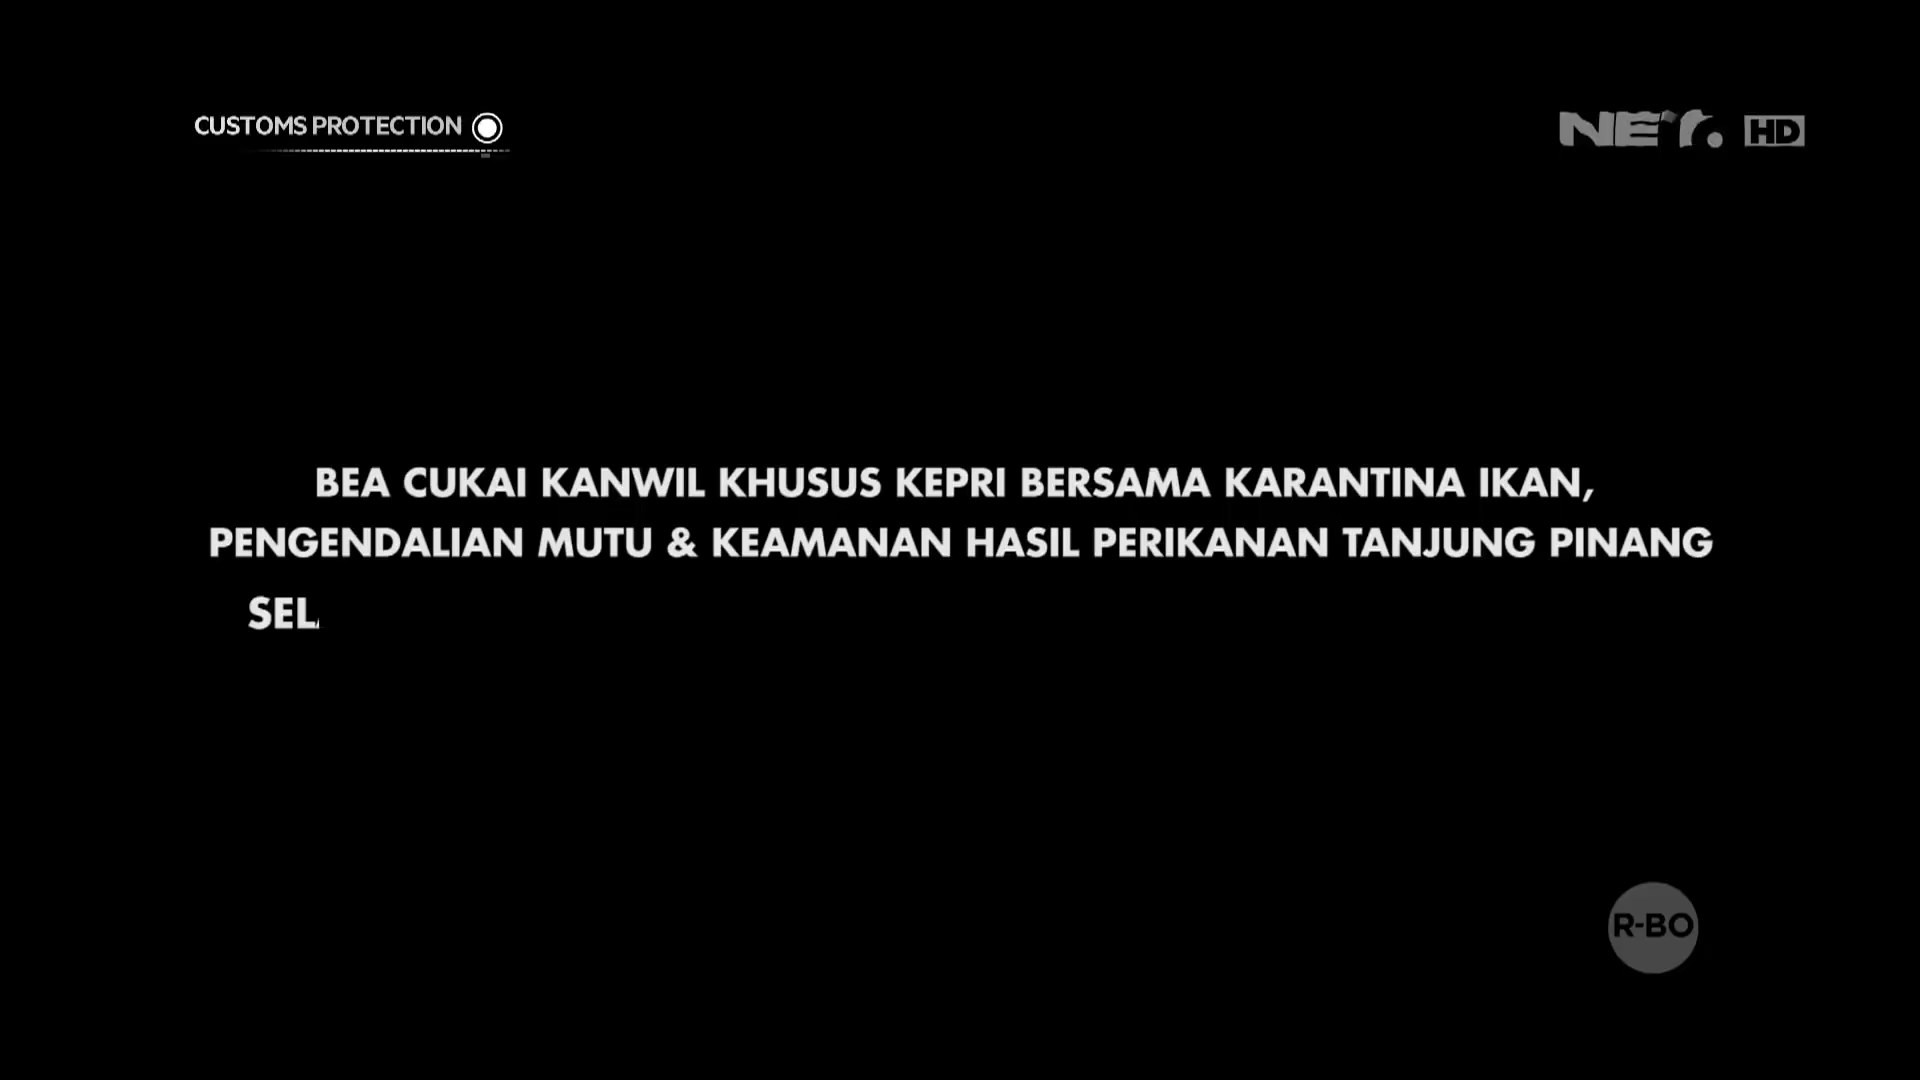 CUSTOMS PROTECTION
NET. HD
BEA CUKAI KANWIL KHUSUS KEPRI BERSAMA KARANTINA IKAN,
PENGENDALIAN MUTU & KEAMANAN HASIL PERIKANAN TANJUNG PINANG
SEL
R-BO